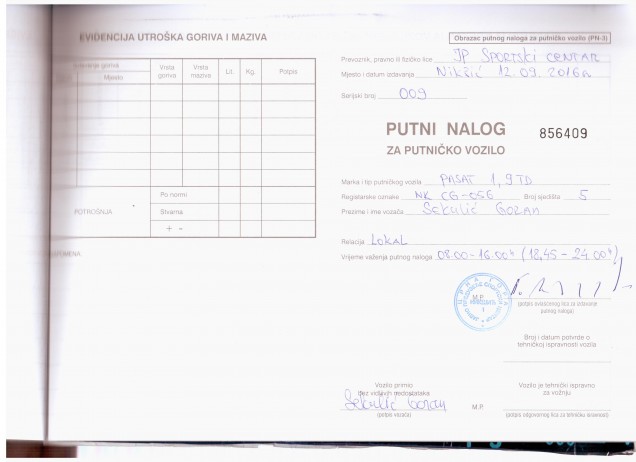 EVIDENCIJA UTROŠKA GORIVA I MAZIVA
goriva
Mjesto
Vrsta goriva
Vrsta maziva
Lit.
Kg.
Potpis
POTROŠNJA
Po normi
Stvarna
+ -
Obrazec putnog naloga za putničko vozilo (PN-3)
Prevoznik, pravno ili fizičko lice JP SPORTSKI CENTAR
Mjesto i datum izdavanja Nikšić 12.09.2016.
Serijski broj 009
PUTNI NALOG 856409
ZA PUTNIČKO VOZILO
Marka i tip putničkog vozila PASAT 1,9 TD
Registarske oznake NK CG-056 Broj sjedišta 5
Prezime i ime vozača Sekulić Goran
Relacija LOKAL
Vrijeme važenja putnog naloga 08.00-16.00h (18,45-24.00h)
M.P.
(potpis ovlašćenog lica za izdavanje
putnog naloga)
Broj i datum potvrde o
tehničkoj ispravnosti vozila
Vozilo primio
bez vidnih nedostataka
Sekulić Goran
(potpis vozača)
M.P.
Vozilo je tehnički ispravno
za vožnju
(potpis odgovornog lica za tehničku ispravnost)